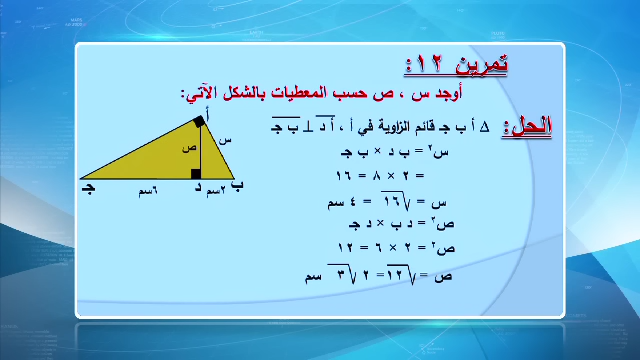 تمرين ١٢:
أوجد س ، ص حسب المعطيات بالشكل الآتي:
الحل:
∆ أ ب جـ قائم الزاوية في أ ، أ د ⊥ ب جـ
س٢ = ب د × ب جـ
= ٢ × ٨ = ١٦
س = √١٦ = ٤ سم
ص٢ = د ب × د جـ
ص٢ = ٢ × ٦ = ١٢
ص = √١٢ = ٢ √٣ سم
أ
س
ص
ب
د
جـ
٢سم
٦سم